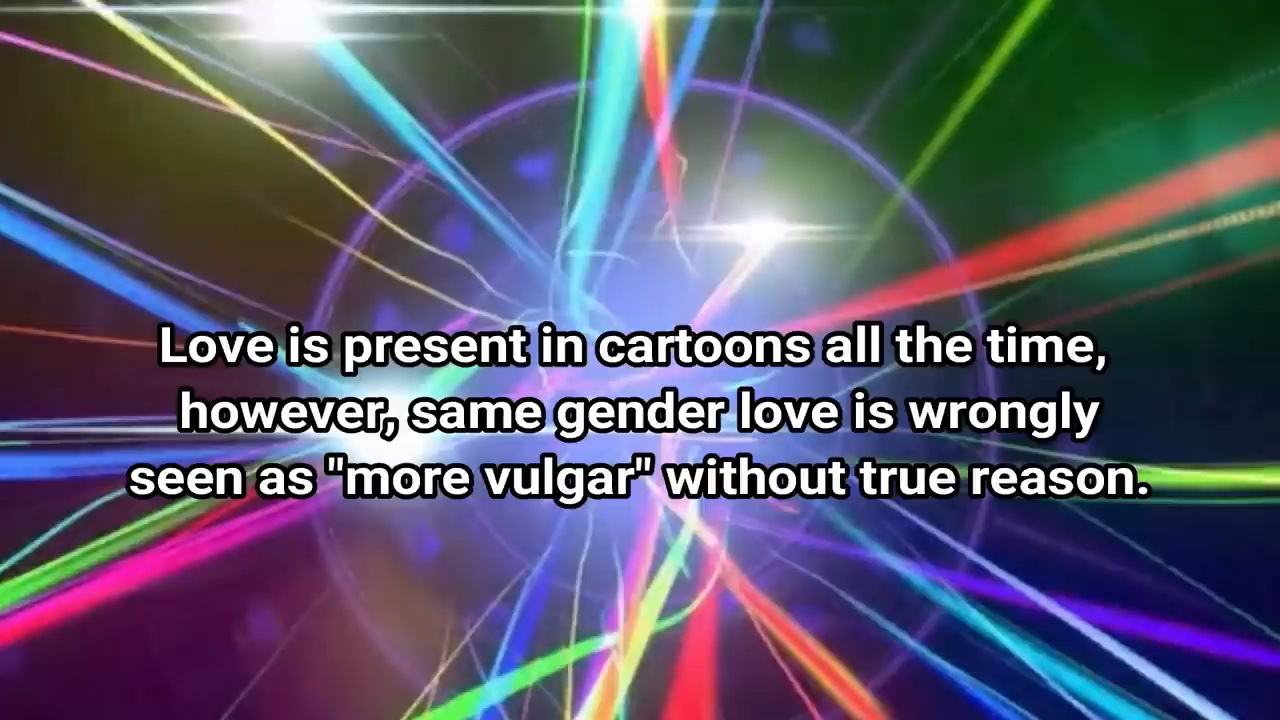 Love is present in cartoons all the time,
however, same gender love is wrongly
seen as "more vulgar" without true reason.